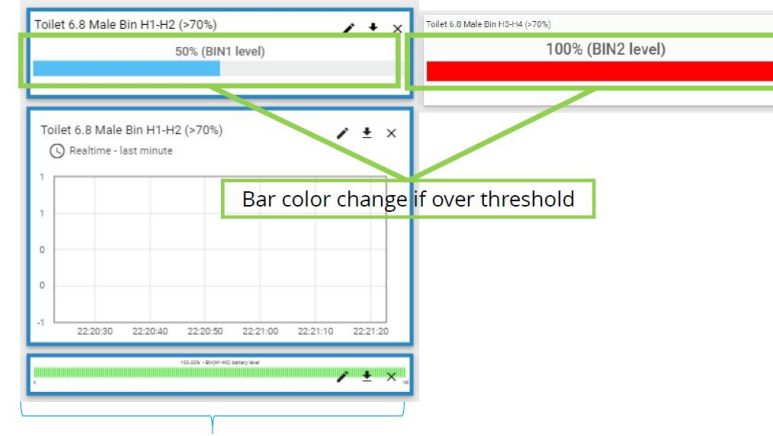 Toilet 6.8 Male Bin H1-H2 (>70%)
50% (BIN1 level)
Toilet 6.8 Male Bin H3-H4 (>70%)
100% (BIN2 level)
Toilet 6.8 Male Bin H1-H2 (>70%)
Realtime - last minute
1
1
0
0
-1
22:20:30 22:20:40 22:20:50 22:21:00 22:21:10 22:21:20
Bar color change if over threshold
100.00% - Bin(H1-H2) battery level
0 100